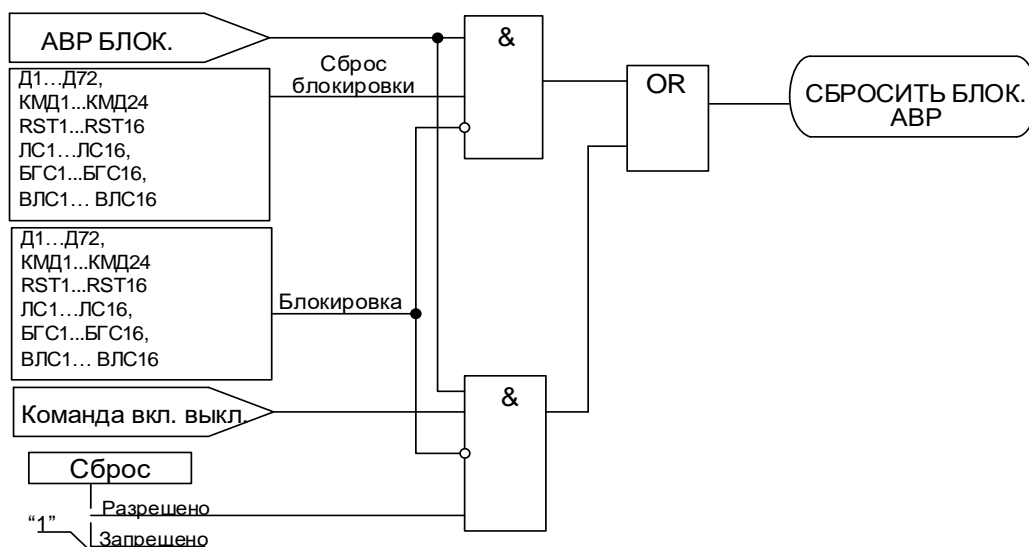 АВР БЛОК.
Сброс
блокировки
&
OR
СБРОСИТЬ БЛОК.
АВР
Д1...Д72,
КМД1...КМД24
RST1...RST16
ЛС1...ЛС16,
БГС1...БГС16,
ВЛС1... ВЛС16
Д1...Д72,
КМД1...КМД24
RST1...RST16
ЛС1...ЛС16,
БГС1...БГС16,
ВЛС1... ВЛС16
Блокировка
&
Команда вкл. выкл.
Сброс
Разрешено
“1”
Запрещено